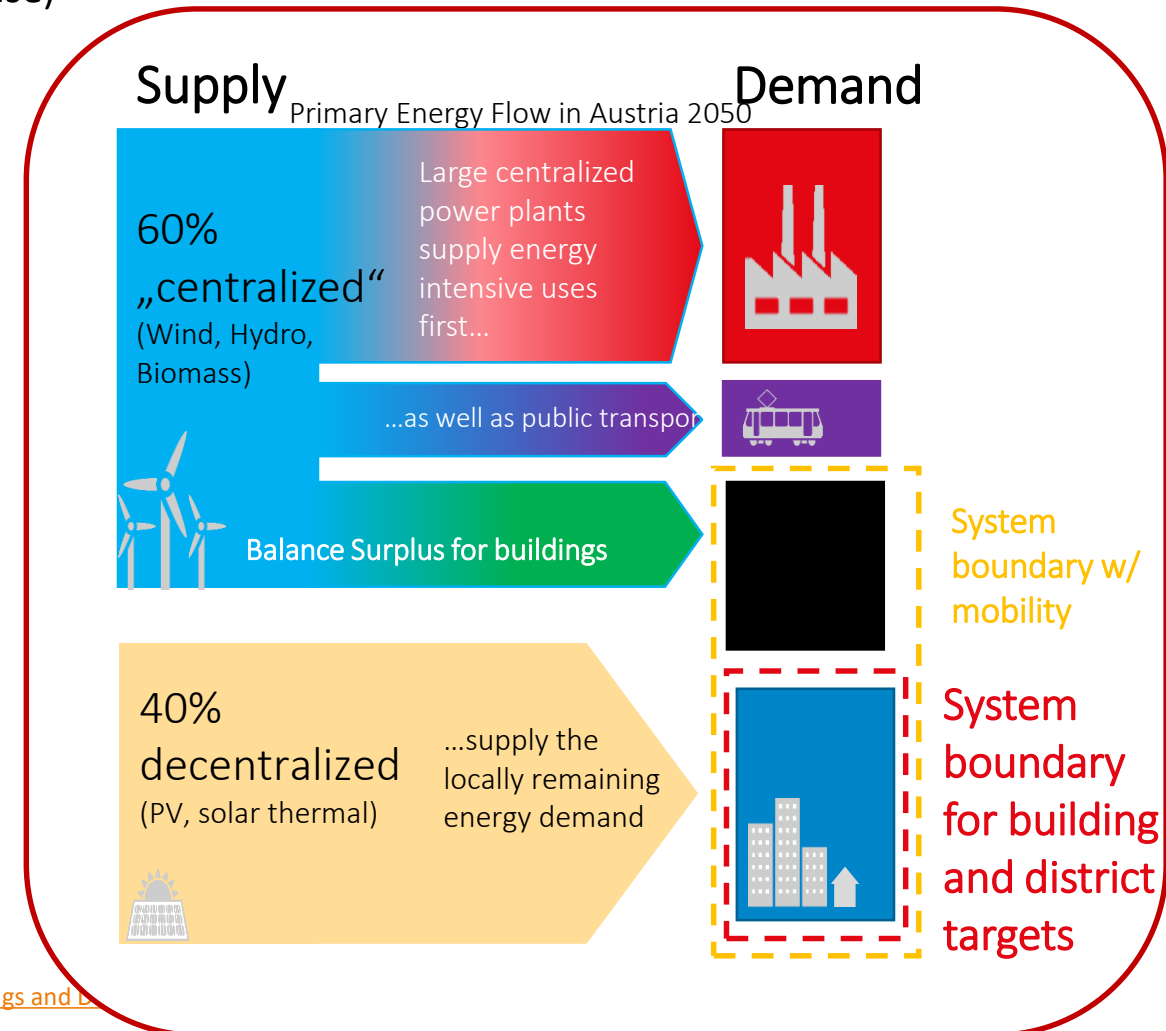 Supply
Demand
Primary Energy Flow in Austria 2050
Large centralized
power plants
supply energy
intensive uses
first...
60%
„centralized“
(Wind, Hydro,
Biomass)
...as well as public transpor
Balance Surplus for buildings
System
boundary w/
mobility
40%
decentralized
(PV, solar thermal)
...supply the
locally remaining
energy demand
System
boundary
for building
and district
targets
gs and